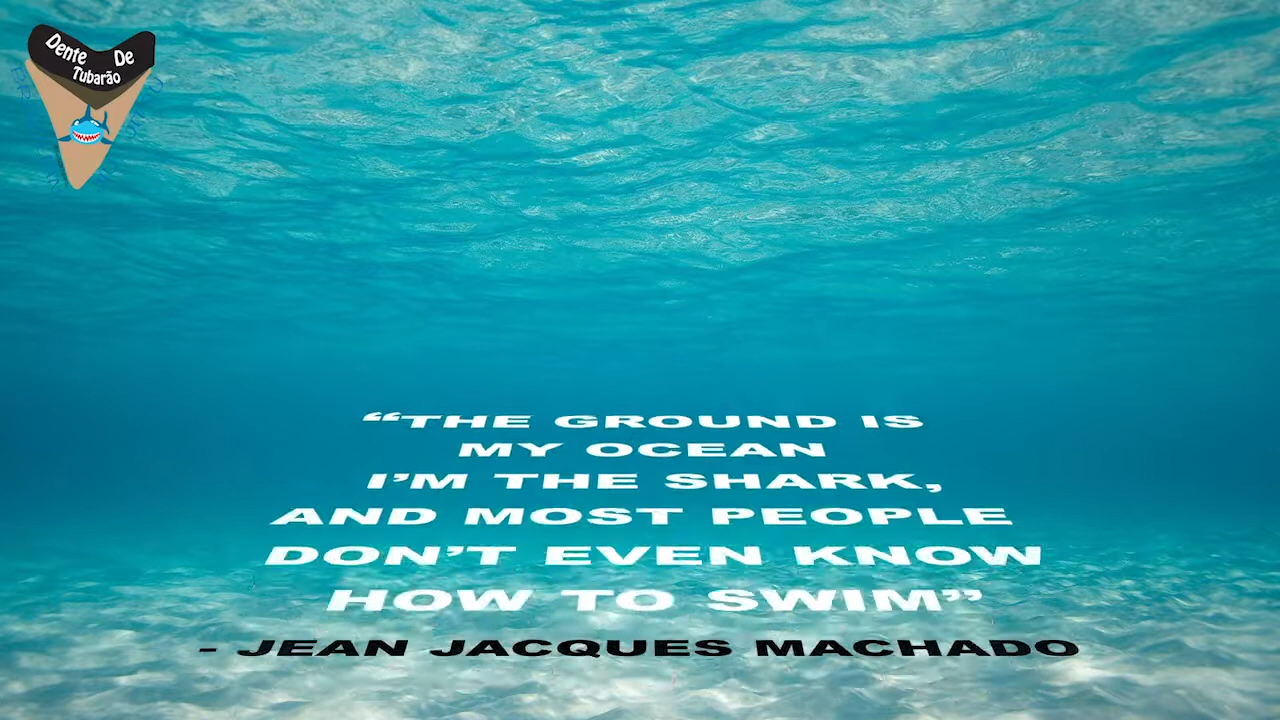 Dente De
Tubarão
“THE GROUND IS
MY OCEAN
I’M THE SHARK,
AND MOST PEOPLE
DON’T EVEN KNOW
HOW TO SWIM”
- JEAN JACQUES MACHADO